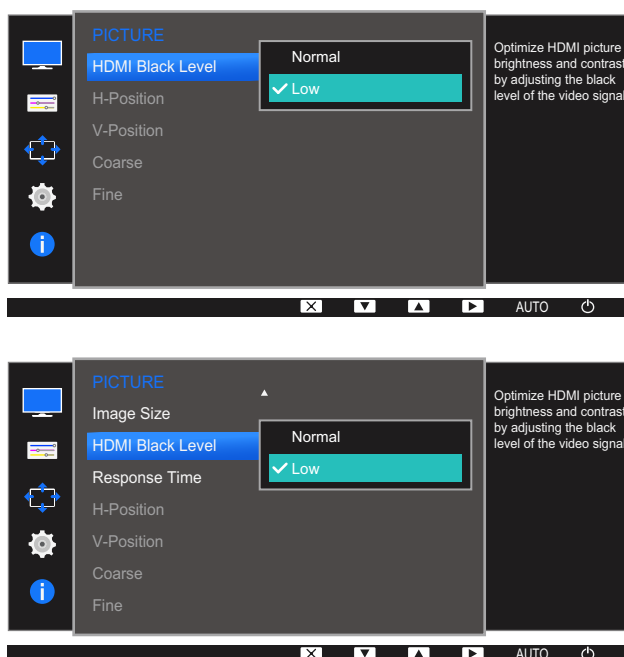 PICTURE
HDMI Black Level
H-Position
V-Position
Coarse
Fine
Normal
Low
Optimize HDMI picture
brightness and contrast
by adjusting the black
level of the video signal
AUTO
PICTURE
Image Size
HDMI Black Level
Response Time
H-Position
V-Position
Coarse
Fine
Normal
Low
Optimize HDMI picture
brightness and contrast
by adjusting the black
level of the video signal
AUTO